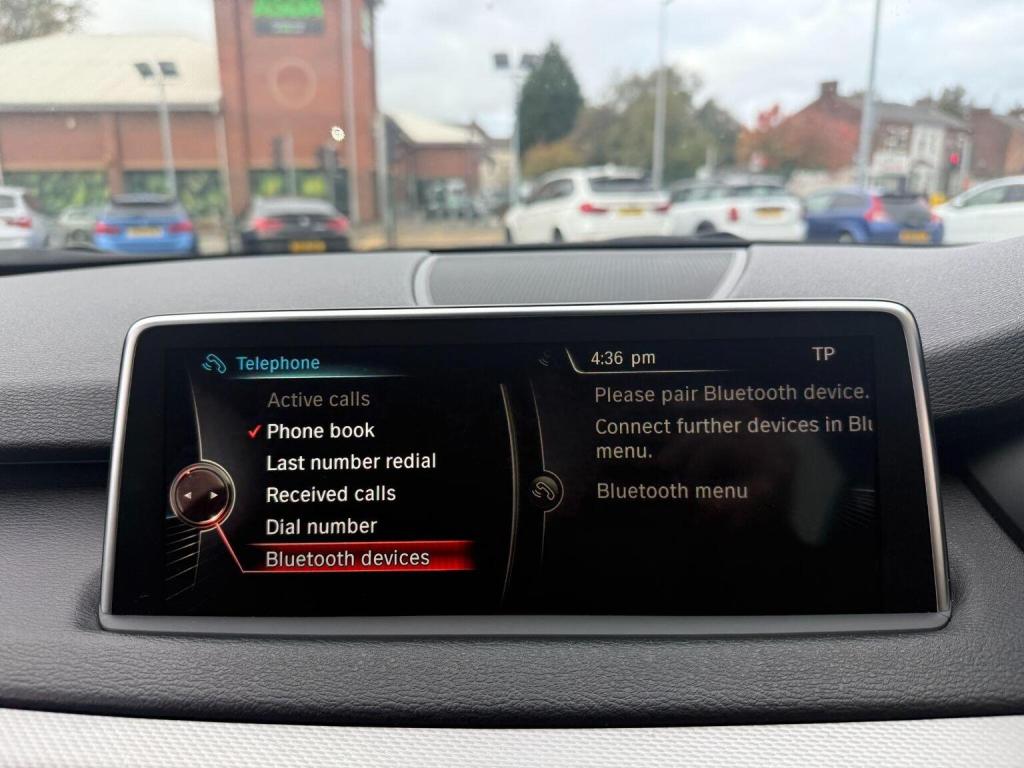 Telephone
Active calls
Phone book
Last number redial
Received calls
Dial number
Bluetooth devices
4:36 pm
TP
Please pair Bluetooth device.
Connect further devices in Blu
menu.
Bluetooth menu